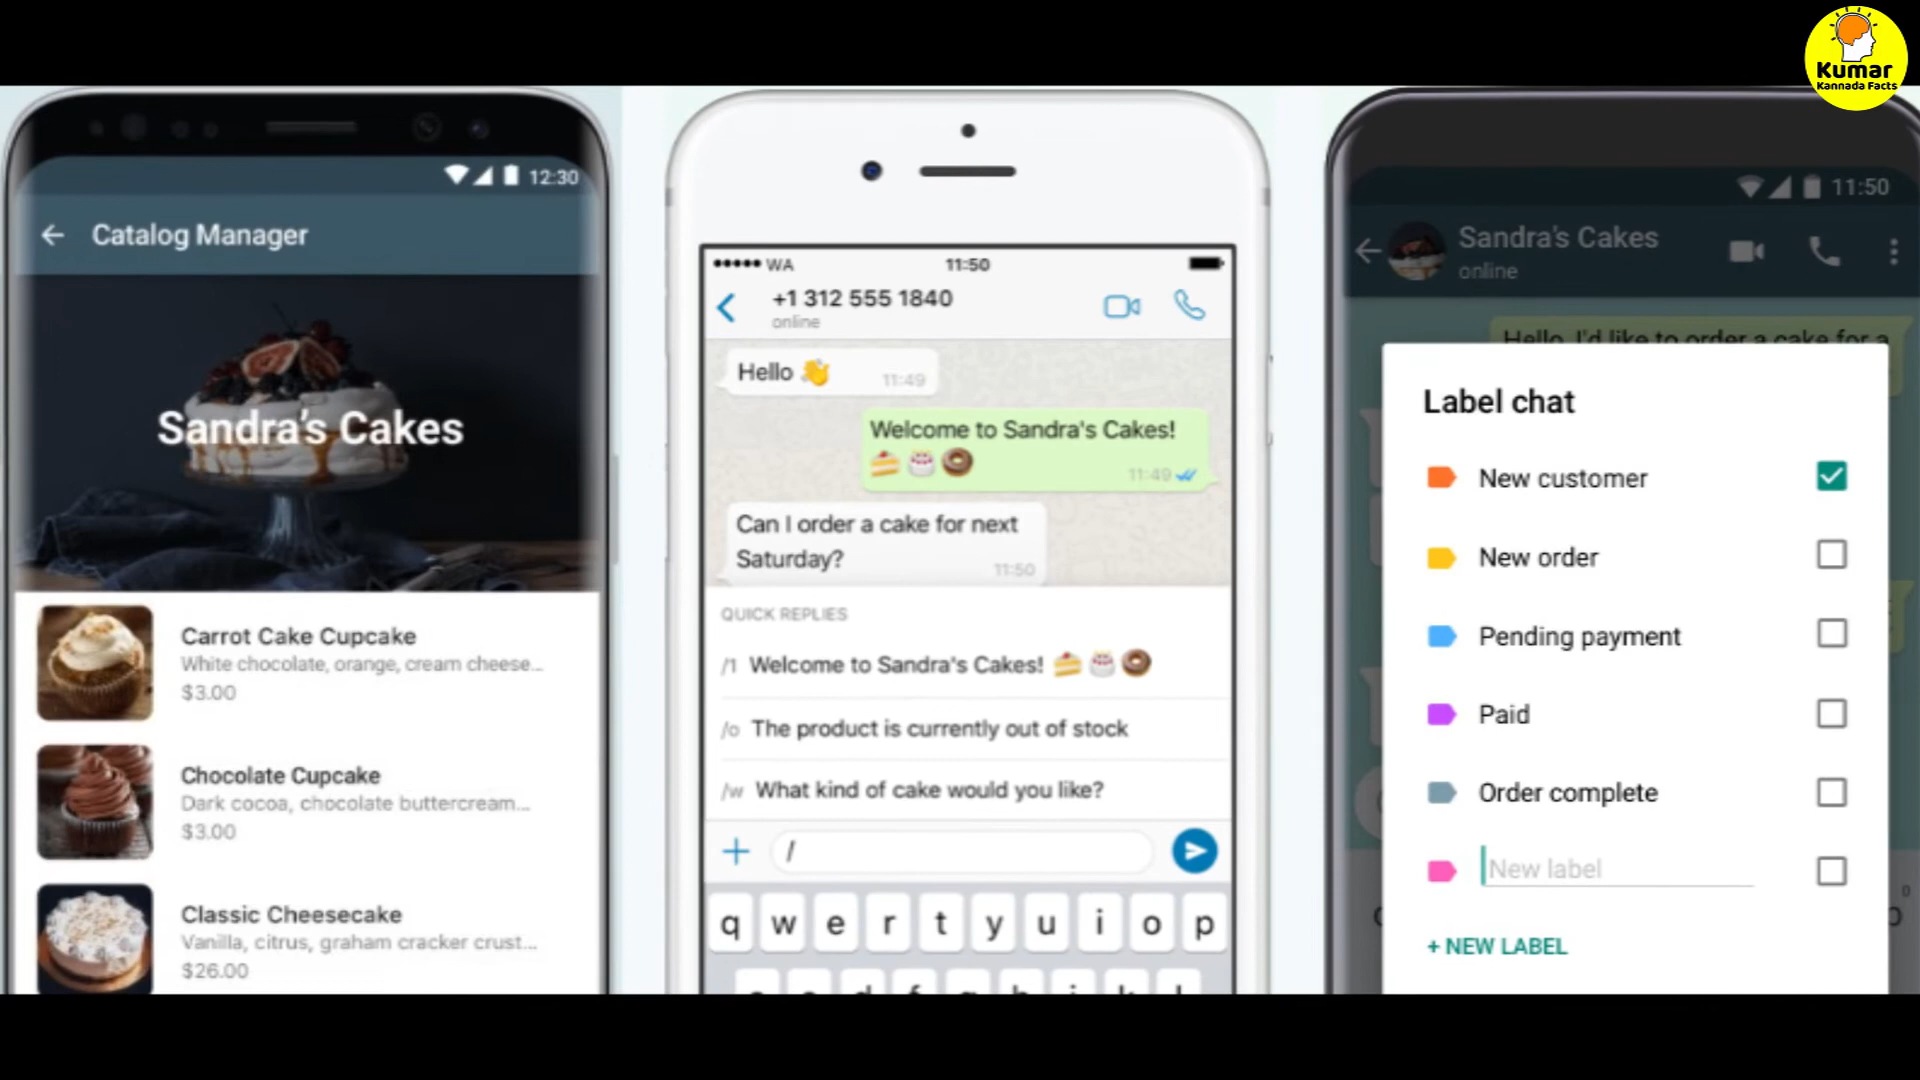 Kumar
Kannada Facts
12:30
Catalog Manager
Sandra's Cakes
Carrot Cake Cupcake
White chocolate, orange, cream cheese...
$3.00
Chocolate Cupcake
Dark cocoa, chocolate buttercream...
$3.00
Classic Cheesecake
Vanilla, citrus, graham cracker crust...
$26.00
WA
11:50
+1 312 555 1840
online
Hello 👋
11:49
Welcome to Sandra's Cakes!
🍰 🎂 🍩
11:49
Can I order a cake for next
Saturday?
11:50
QUICK REPLIES
/1 Welcome to Sandra's Cakes! 🍰 🎂 🍩
/o The product is currently out of stock
/w What kind of cake would you like?
/
q w e r t y u i o p
11:50
Sandra's Cakes
online
Hello, I'd like to order a cake for a
Label chat
New customer
New order
Pending payment
Paid
Order complete
New label
+ NEW LABEL